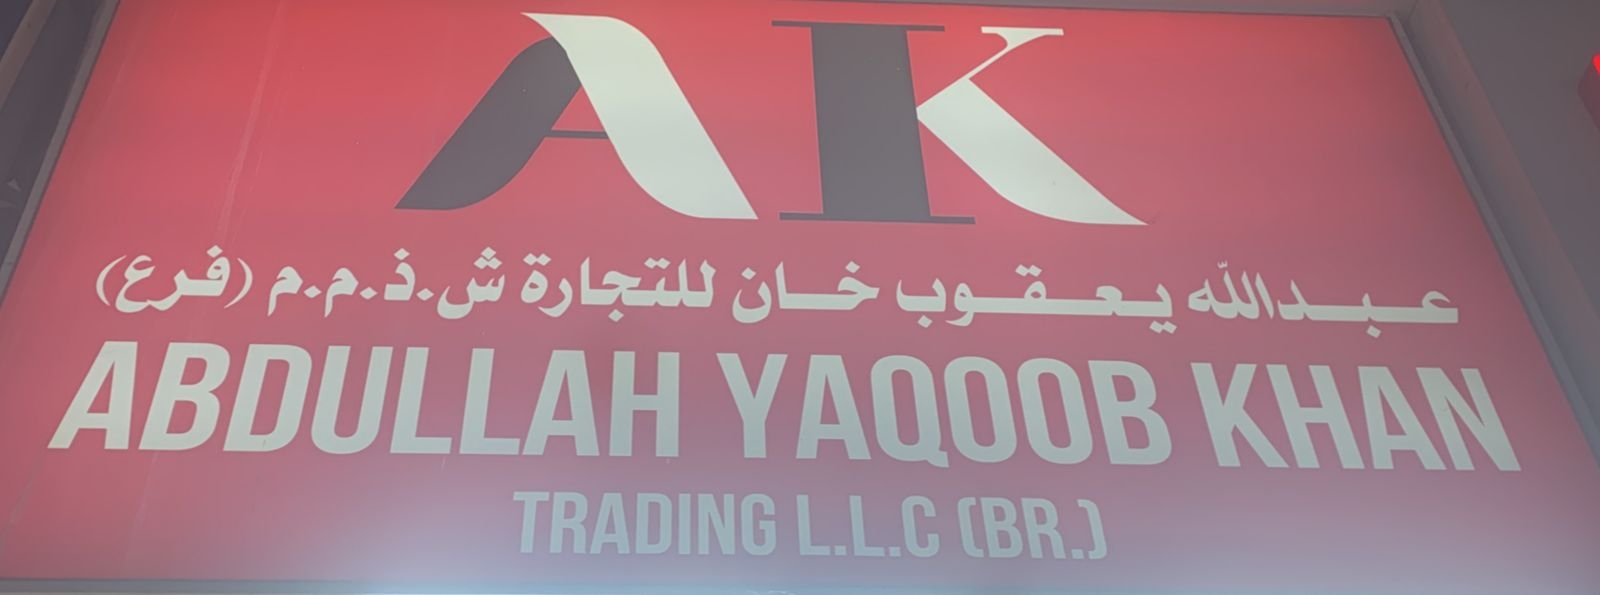 AK
عبدالله يعقوب خان للتجارة ش.ذ.م.م (فرع)
ABDULLAH YAQOOB KHAN
TRADING L.L.C (BR.)